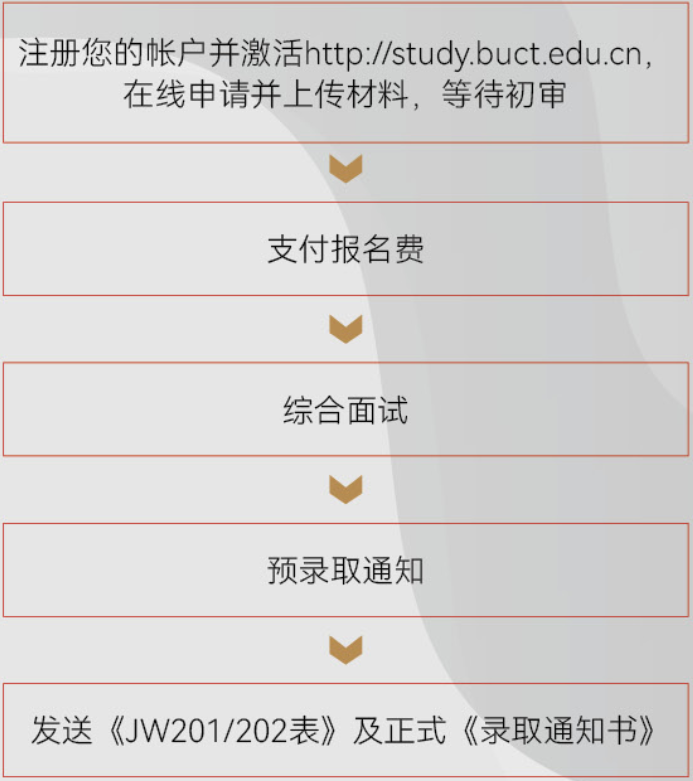 注册您的帐户并激活http://study.buct.edu.cn，
在线申请并上传材料，等待初审
支付报名费
综合面试
预录取通知
发送《JW201/202表》及正式《录取通知书》